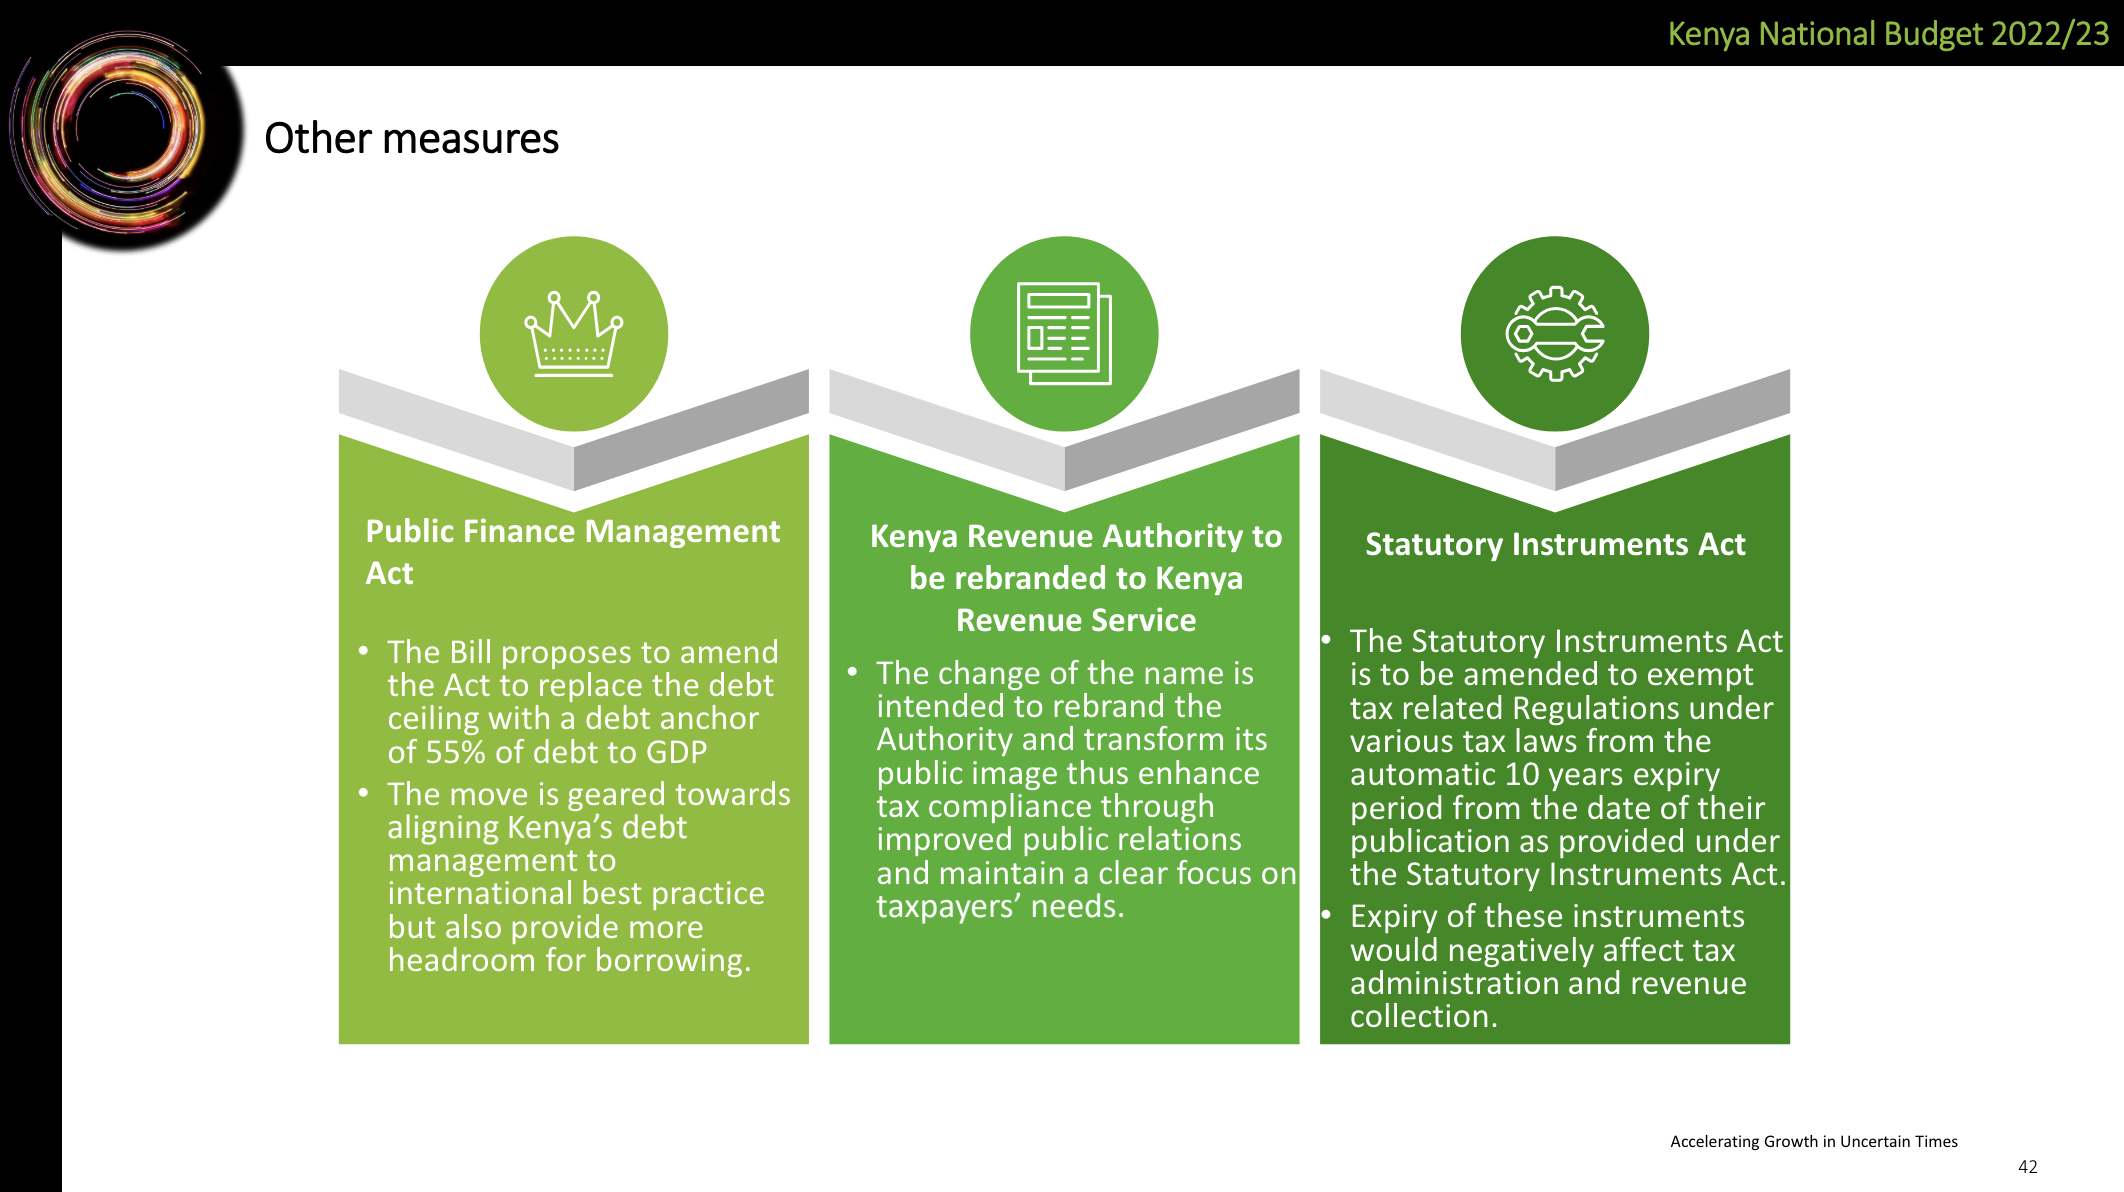 Kenya National Budget 2022/23
Other measures
Public Finance Management
Act
• The Bill proposes to amend
the Act to replace the debt
ceiling with a debt anchor
of 55% of debt to GDP
• The move is geared towards
aligning Kenya’s debt
management to
international best practice
but also provide more
headroom for borrowing.
Kenya Revenue Authority to
be rebranded to Kenya
Revenue Service
• The change of the name is
intended to rebrand the
Authority and transform its
public image thus enhance
tax compliance through
improved public relations
and maintain a clear focus on
taxpayers’ needs.
Statutory Instruments Act
• The Statutory Instruments Act
is to be amended to exempt
tax related Regulations under
various tax laws from the
automatic 10 years expiry
period from the date of their
publication as provided under
the Statutory Instruments Act.
• Expiry of these instruments
would negatively affect tax
administration and revenue
collection.
Accelerating Growth in Uncertain Times
42